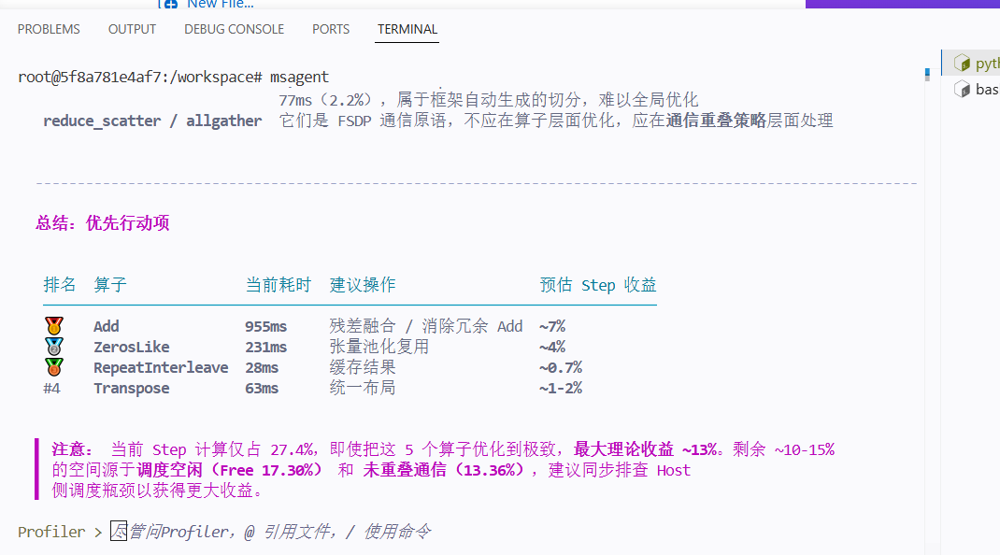 New File...
PROBLEMS OUTPUT DEBUG CONSOLE PORTS TERMINAL
root@5f8a781e4af7:/workspace# msagent
77ms（2.2%），属于框架自动生成的切分，难以全局优化
reduce_scatter / allgather 它们是 FSDP 通信原语，不应在算子层面优化，应在通信重叠策略层面处理
总结：优先行动项
排名 算子 当前耗时 建议操作 预估 Step 收益
🥇 Add 955ms 残差融合 / 消除冗余 Add ~7%
🥈 ZerosLike 231ms 张量池化复用 ~4%
🥉 RepeatInterleave 28ms 缓存结果 ~0.7%
#4 Transpose 63ms 统一布局 ~1-2%
注意： 当前 Step 计算仅占 27.4%，即使把这 5 个算子优化到极致，最大理论收益 ~13%。剩余 ~10-15%
的空间源于调度空闲（Free 17.30%） 和 未重叠通信（13.36%），建议同步排查 Host
侧调度瓶颈以获得更大收益。
Profiler > 尽管问Profiler，@ 引用文件，/ 使用命令
pyth
bas